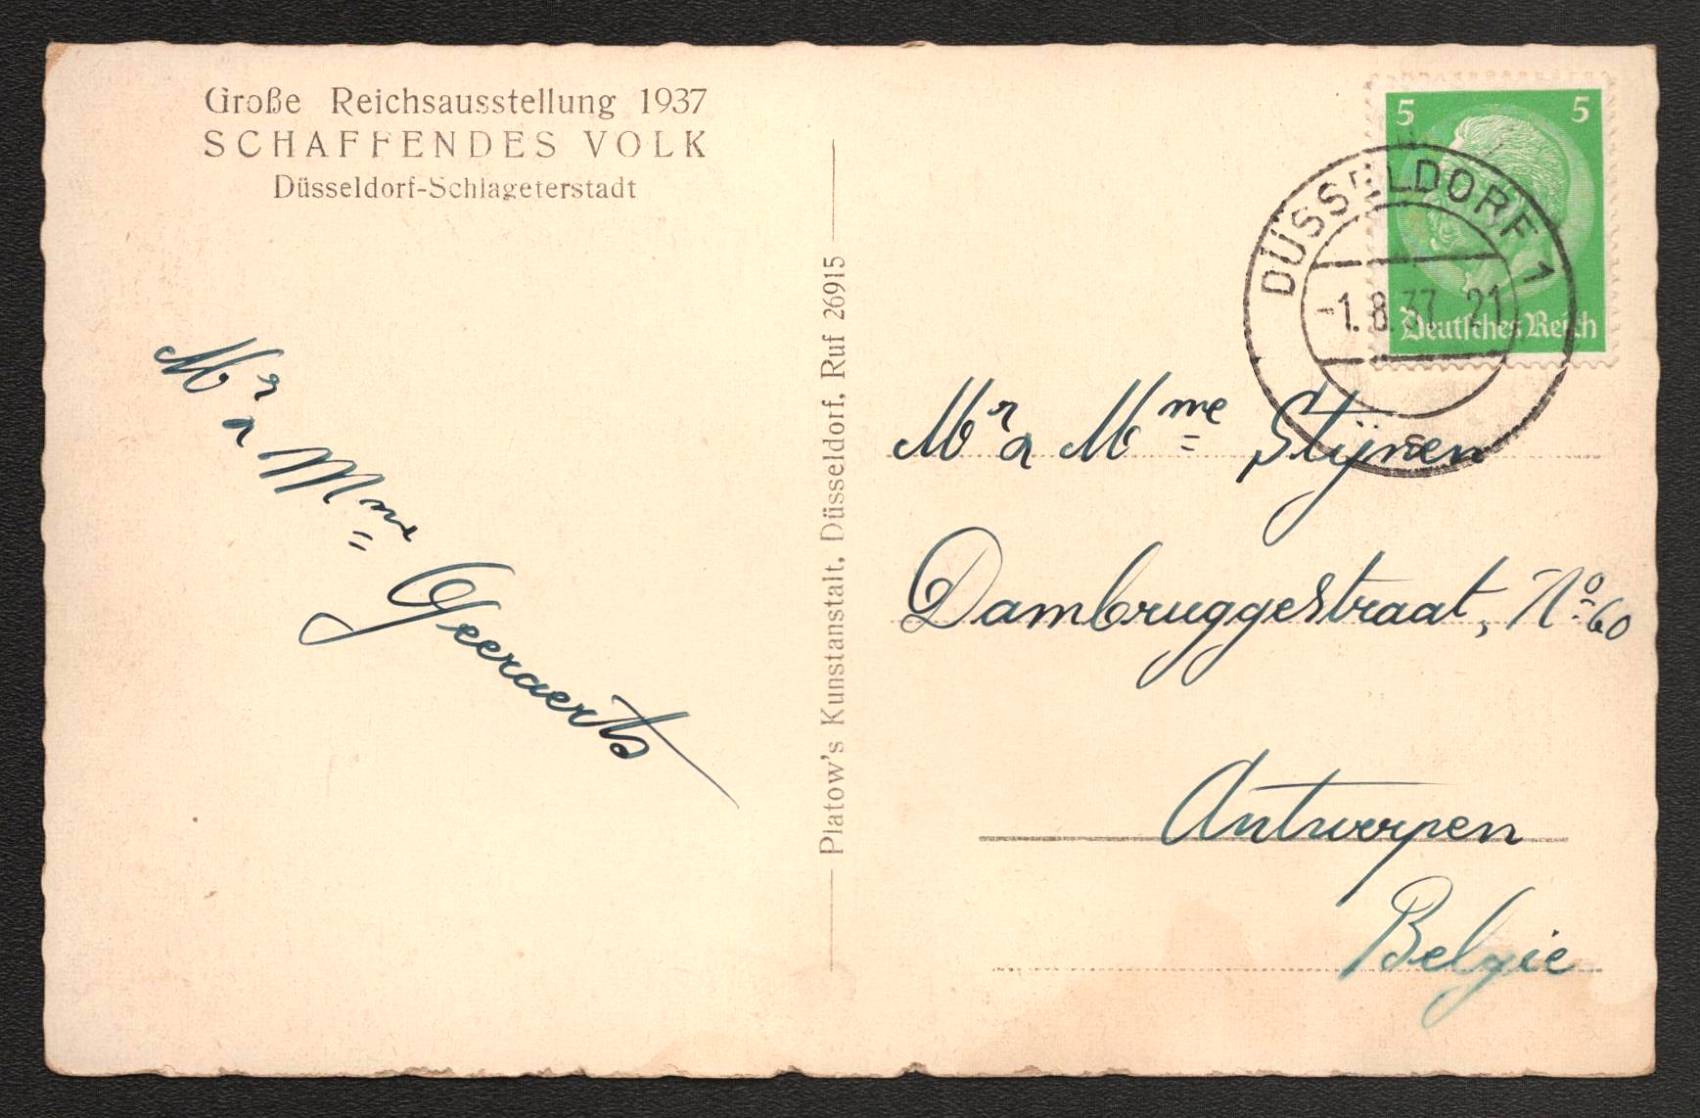 Große Reichsausstellung 1937
SCHAFFENDES VOLK
Düsseldorf-Schlageterstadt
Mr a Mme Geeraerts
Platow's Kunstanstalt, Düsseldorf, Ruf 26915
5 5
Deutsches Reich
DÜSSELDORF 1
-1.8.37. 21
s
Mr a Mme Stijnen
Dambruggestraat, No 60
Antwerpen
Belgie